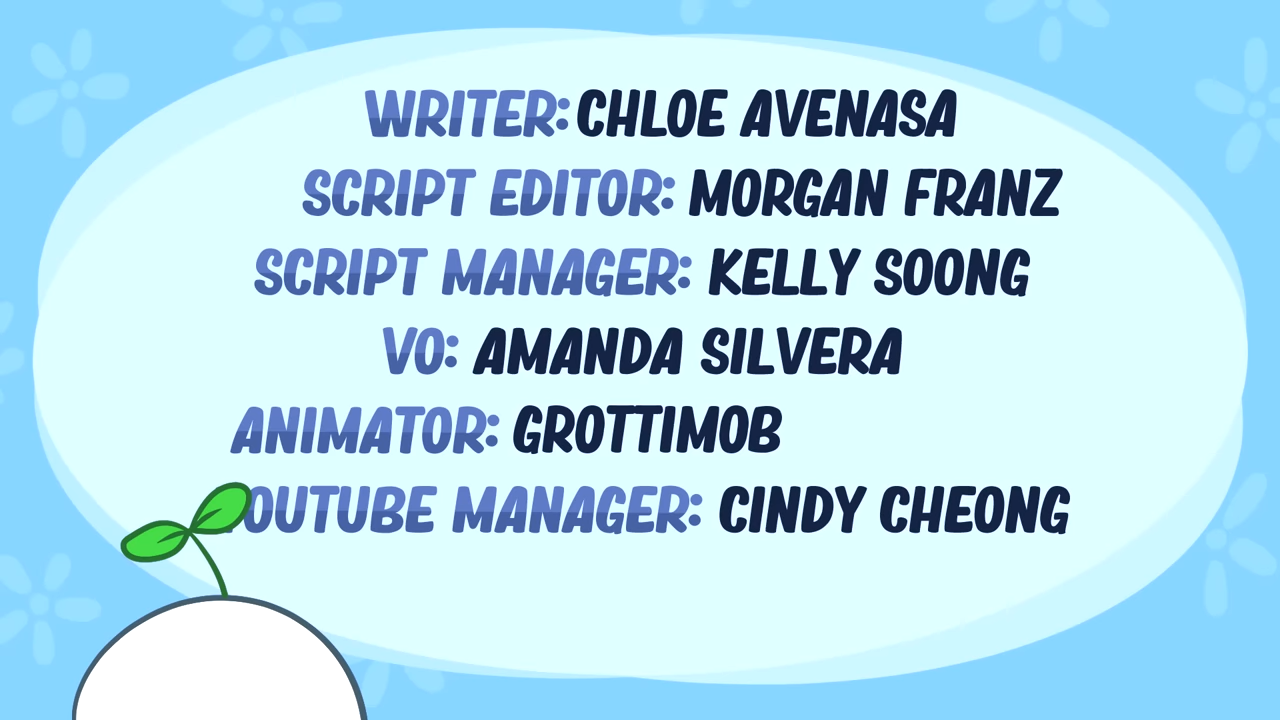 WRITER: CHLOE AVENASA
SCRIPT EDITOR: MORGAN FRANZ
SCRIPT MANAGER: KELLY SOONG
VO: AMANDA SILVERA
ANIMATOR: GROTTIMOB
YOUTUBE MANAGER: CINDY CHEONG